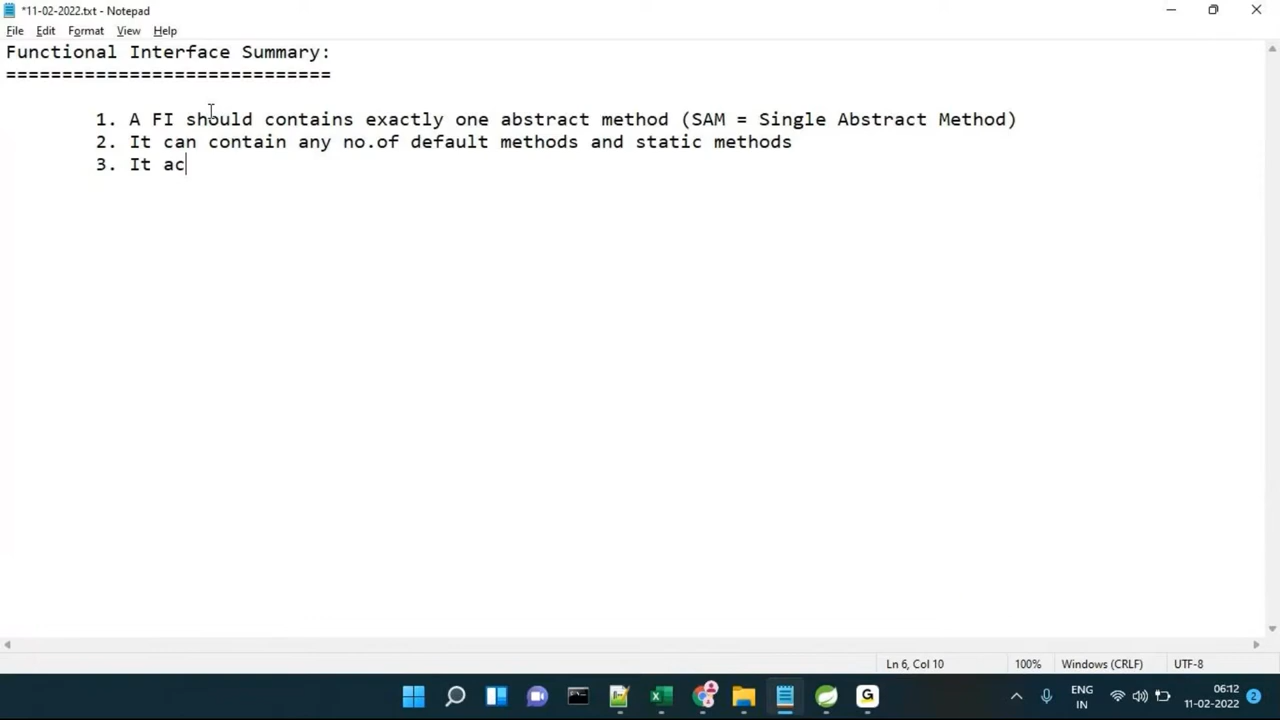 *11-02-2022.txt - Notepad
File Edit Format View Help
Functional Interface Summary:
=============================
1. A FI should contains exactly one abstract method (SAM = Single Abstract Method)
2. It can contain any no.of default methods and static methods
3. It ac
Ln 6, Col 10 100% Windows (CRLF) UTF-8
ENG 06:12
IN 11-02-2022 2